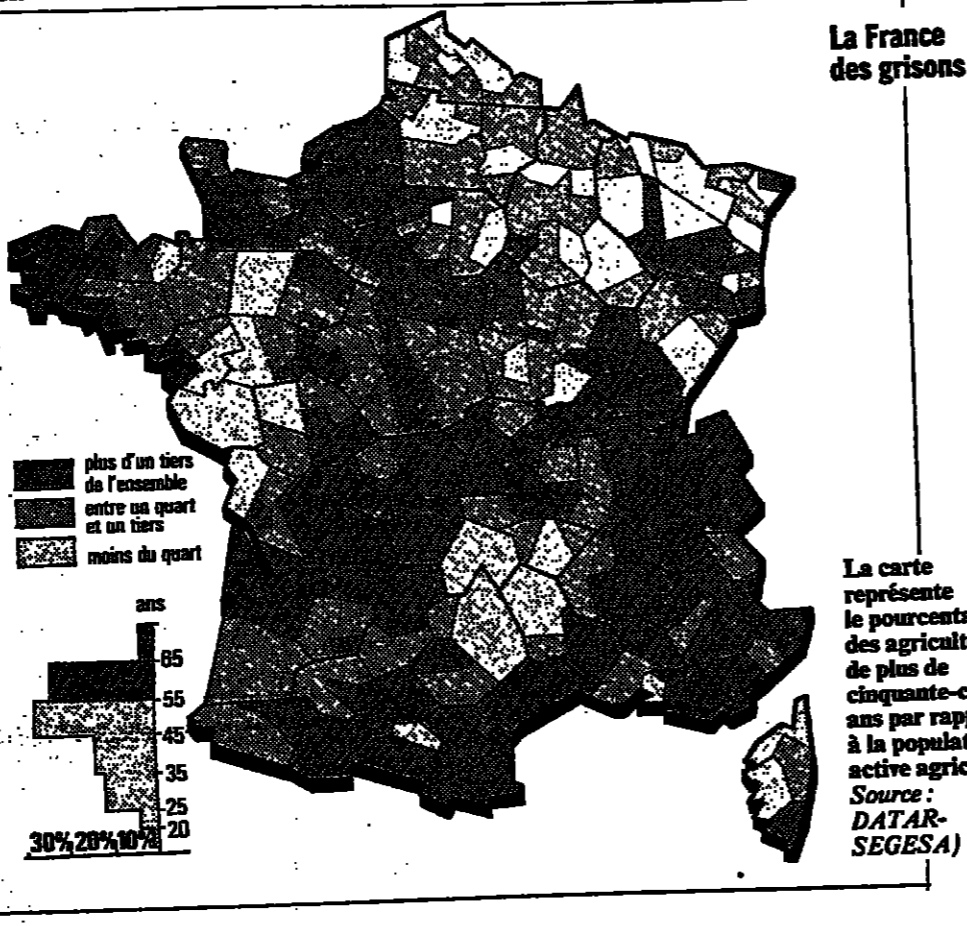 La France
des grisons
plus d'un tiers
de l'ensemble
entre un quart
et un tiers
moins du quart
ans
65
55
45
35
25
20
30% 20% 10%
La carte
représente
le pourcenta
des agricult
de plus de
cinquante-c
ans par rapp
à la populat
active agric
Source :
DATAR-
SEGESA)